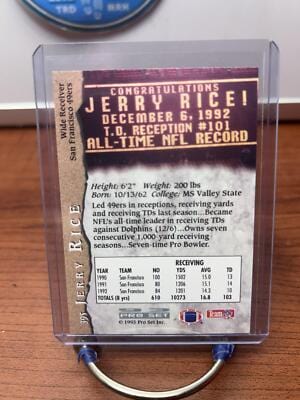 CONGRATULATIONS
JERRY RICE!
DECEMBER 6, 1992
T.D. RECEPTION #101
ALL-TIME NFL RECORD
Wide Receiver
San Francisco 49ers
395 JERRY RICE
Height: 6'2" Weight: 200 lbs
Born: 10/13/62 College: MS Valley State
Led 49ers in receptions, receiving yards
and receiving TDs last season...Became
NFL's all-time leader in receiving TDs
against Dolphins (12/6)...Owns seven
consecutive 1,000-yard receiving
seasons...Seven-time Pro Bowler.
RECEIVING
YEAR TEAM NO YDS AVG TD
1990 San Francisco 100 1502 15.0 13
1991 San Francisco 80 1206 15.1 14
1992 San Francisco 84 1201 14.3 10
TOTALS (8 yrs) 610 10273 16.8 103
PRO SET
© 1993 Pro Set Inc.
Team NFL